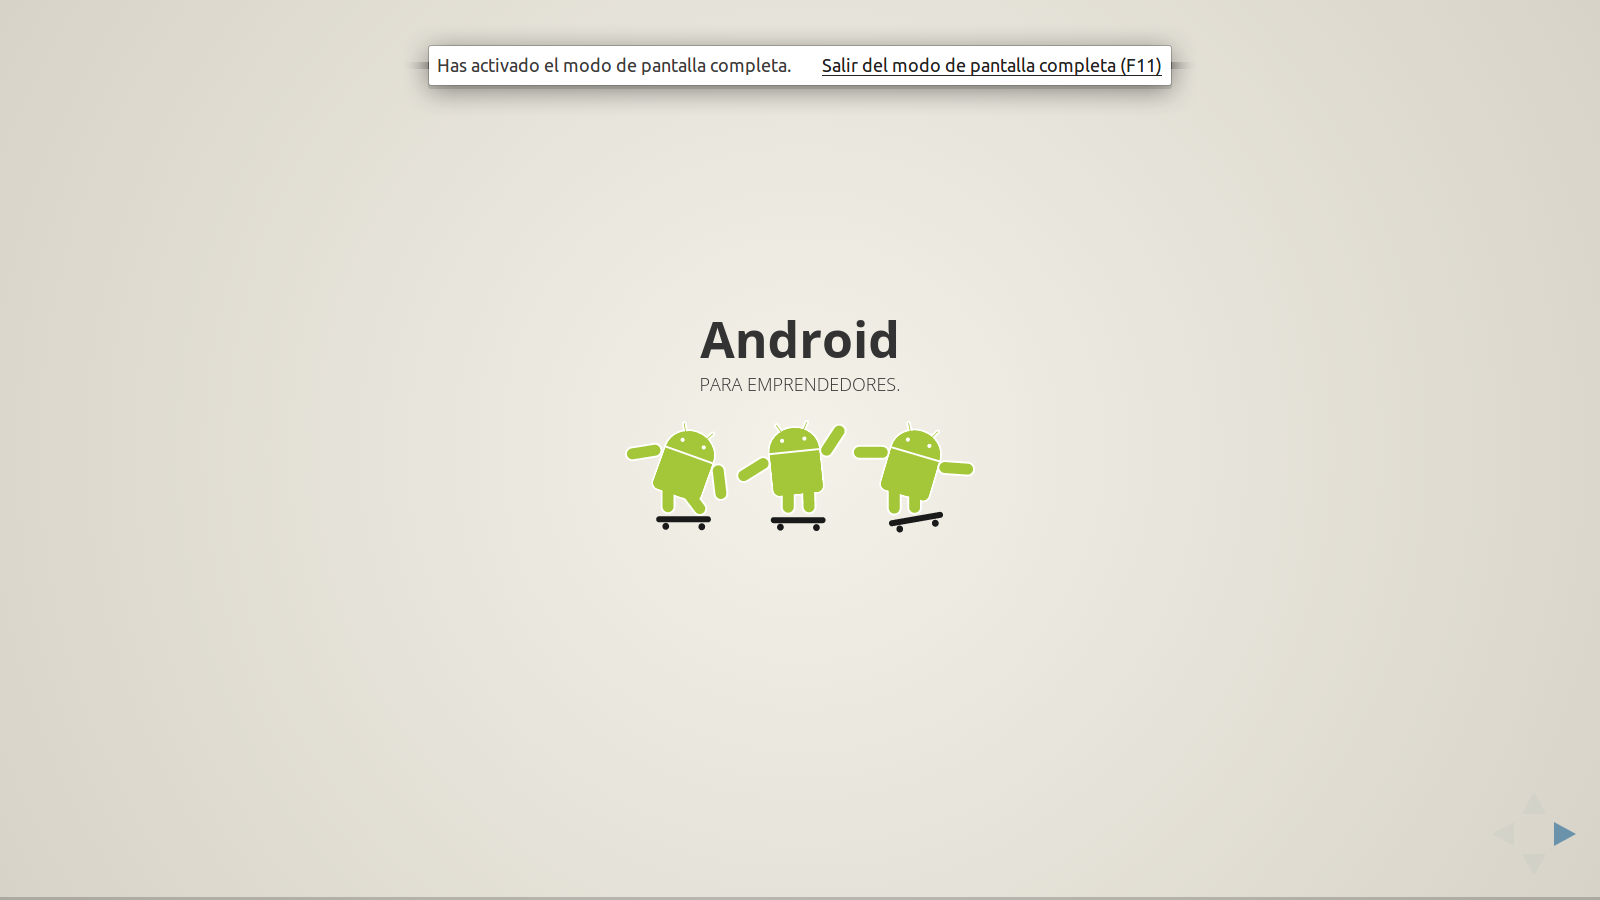 Has activado el modo de pantalla completa. Salir del modo de pantalla completa (F11)
Android
PARA EMPRENDEDORES.